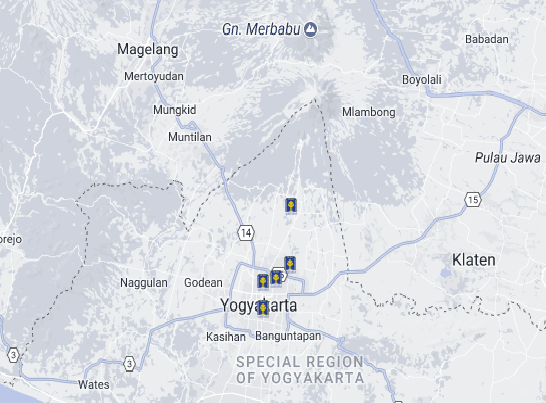 Gn. Merbabu
Babadan
Magelang
Mertoyudan
Boyolali
Mungkid
Mlambong
Muntilan
Pulau Jawa
15
orejo
14
Klaten
Naggulan
Godean
Yogyakarta
Kasihan
Banguntapan
3
3
SPECIAL REGION
OF YOGYAKARTA
Wates